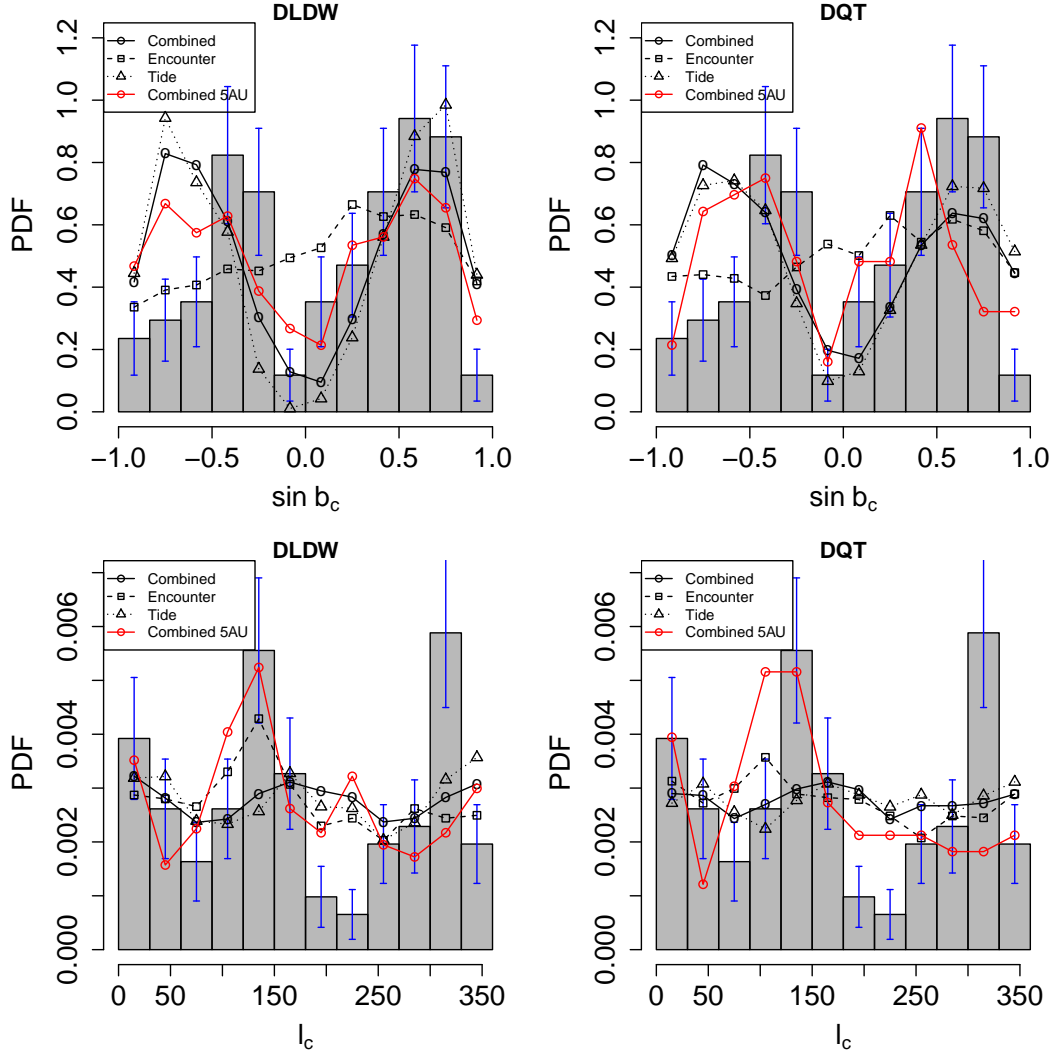 DLDW
PDF
0.0 0.2 0.4 0.6 0.8 1.0 1.2
Combined
Encounter
Tide
Combined 5AU
−1.0 −0.5 0.0 0.5 1.0
sin b_c
DQT
PDF
0.0 0.2 0.4 0.6 0.8 1.0 1.2
Combined
Encounter
Tide
Combined 5AU
−1.0 −0.5 0.0 0.5 1.0
sin b_c
DLDW
PDF
0.000 0.002 0.004 0.006
Combined
Encounter
Tide
Combined 5AU
0 50 150 250 350
l_c
DQT
PDF
0.000 0.002 0.004 0.006
Combined
Encounter
Tide
Combined 5AU
0 50 150 250 350
l_c